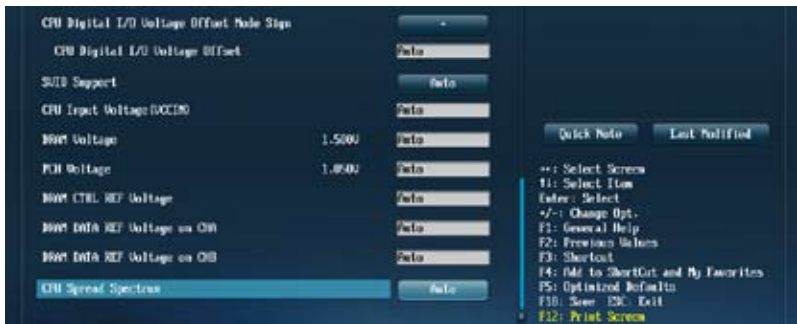 CPU Digital I/O Voltage Offset Mode Sign
CPU Digital I/O Voltage Offset Auto
SVID Support Auto
CPU Input Voltage(VCCIN) Auto
DRAM Voltage 1.500V Auto
PCH Voltage 1.050V Auto
DRAM CTRL REF Voltage Auto
DRAM DATA REF Voltage on CHA Auto
DRAM DATA REF Voltage on CHB Auto
CPU Spread Spectrum Auto
Quick Note Last Modified
↔: Select Screen
↑↓: Select Item
Enter: Select
+/-: Change Opt.
F1: General Help
F2: Previous Values
F3: Shortcut
F4: Add to ShortCut and My Favorites
F5: Optimized Defaults
F10: Save ESC: Exit
F12: Print Screen